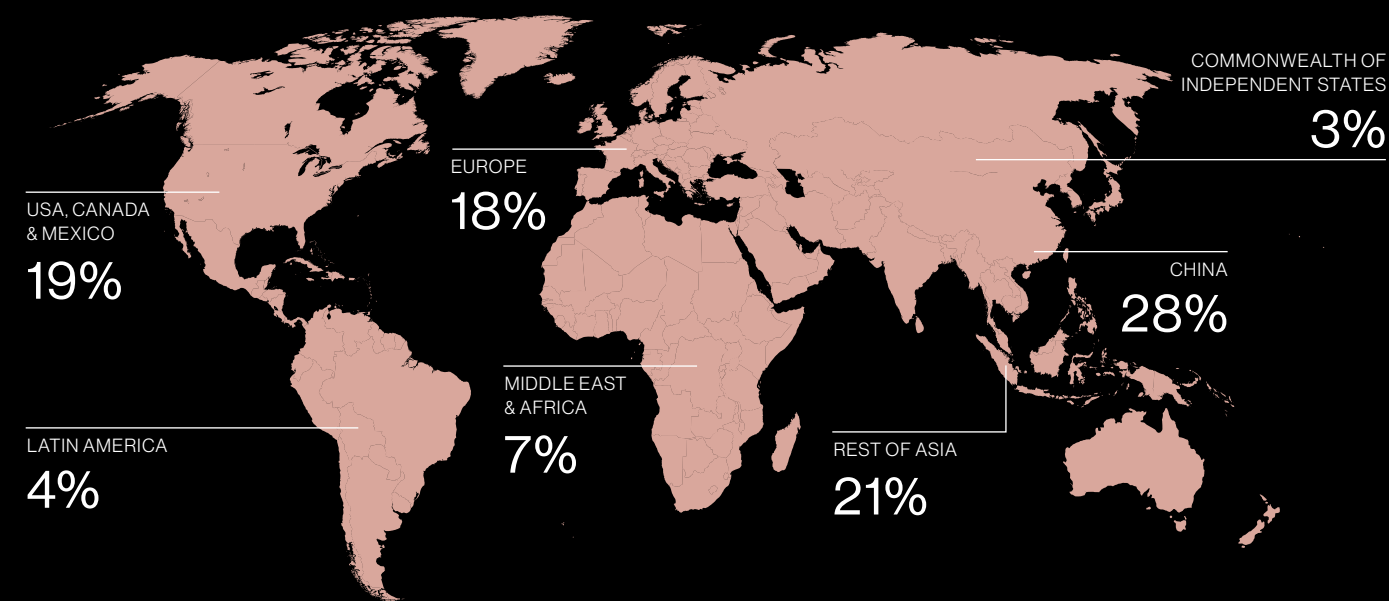 COMMONWEALTH OF
INDEPENDENT STATES
3%
EUROPE
18%
USA, CANADA
& MEXICO
19%
CHINA
28%
MIDDLE EAST
& AFRICA
7%
LATIN AMERICA
4%
REST OF ASIA
21%